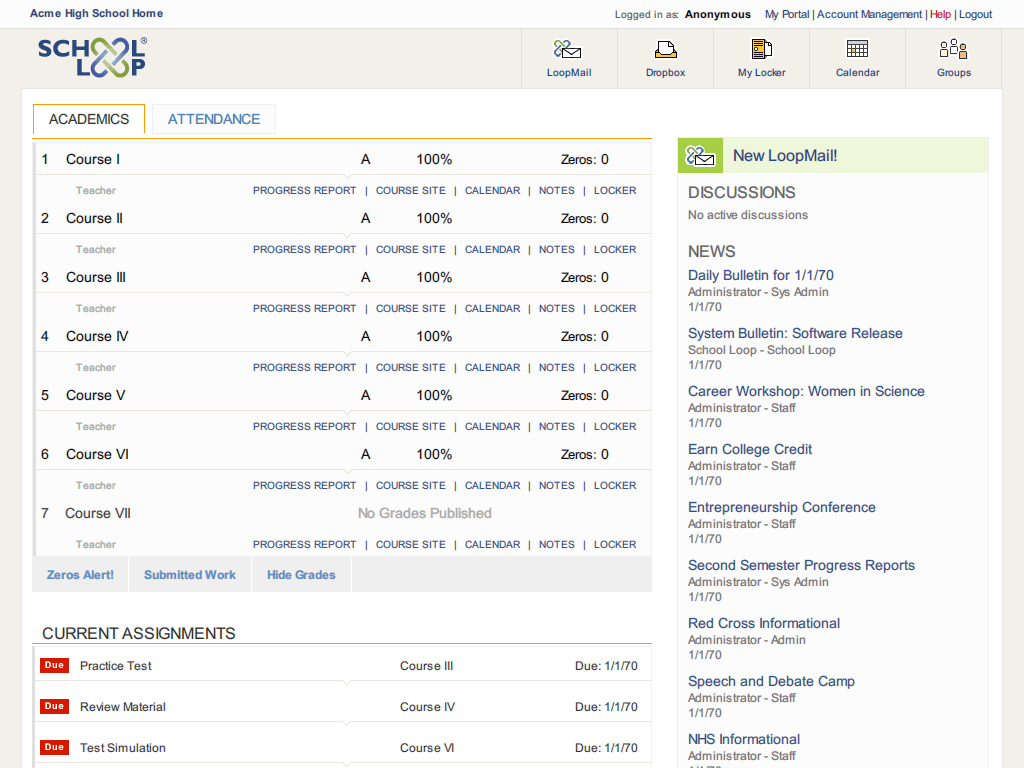 Acme High School Home
Logged in as: Anonymous My Portal | Account Management | Help | Logout
SCHOOL LOOP®
LoopMail
Dropbox
My Locker
Calendar
Groups
ACADEMICS
ATTENDANCE
1 Course I A 100% Zeros: 0
Teacher PROGRESS REPORT | COURSE SITE | CALENDAR | NOTES | LOCKER
2 Course II A 100% Zeros: 0
Teacher PROGRESS REPORT | COURSE SITE | CALENDAR | NOTES | LOCKER
3 Course III A 100% Zeros: 0
Teacher PROGRESS REPORT | COURSE SITE | CALENDAR | NOTES | LOCKER
4 Course IV A 100% Zeros: 0
Teacher PROGRESS REPORT | COURSE SITE | CALENDAR | NOTES | LOCKER
5 Course V A 100% Zeros: 0
Teacher PROGRESS REPORT | COURSE SITE | CALENDAR | NOTES | LOCKER
6 Course VI A 100% Zeros: 0
Teacher PROGRESS REPORT | COURSE SITE | CALENDAR | NOTES | LOCKER
7 Course VII No Grades Published
Teacher PROGRESS REPORT | COURSE SITE | CALENDAR | NOTES | LOCKER
Zeros Alert! Submitted Work Hide Grades
CURRENT ASSIGNMENTS
Due Practice Test Course III Due: 1/1/70
Due Review Material Course IV Due: 1/1/70
Due Test Simulation Course VI Due: 1/1/70
New LoopMail!
DISCUSSIONS
No active discussions
NEWS
Daily Bulletin for 1/1/70
Administrator - Sys Admin
1/1/70
System Bulletin: Software Release
School Loop - School Loop
1/1/70
Career Workshop: Women in Science
Administrator - Staff
1/1/70
Earn College Credit
Administrator - Staff
1/1/70
Entrepreneurship Conference
Administrator - Staff
1/1/70
Second Semester Progress Reports
Administrator - Sys Admin
1/1/70
Red Cross Informational
Administrator - Admin
1/1/70
Speech and Debate Camp
Administrator - Staff
1/1/70
NHS Informational
Administrator - Staff